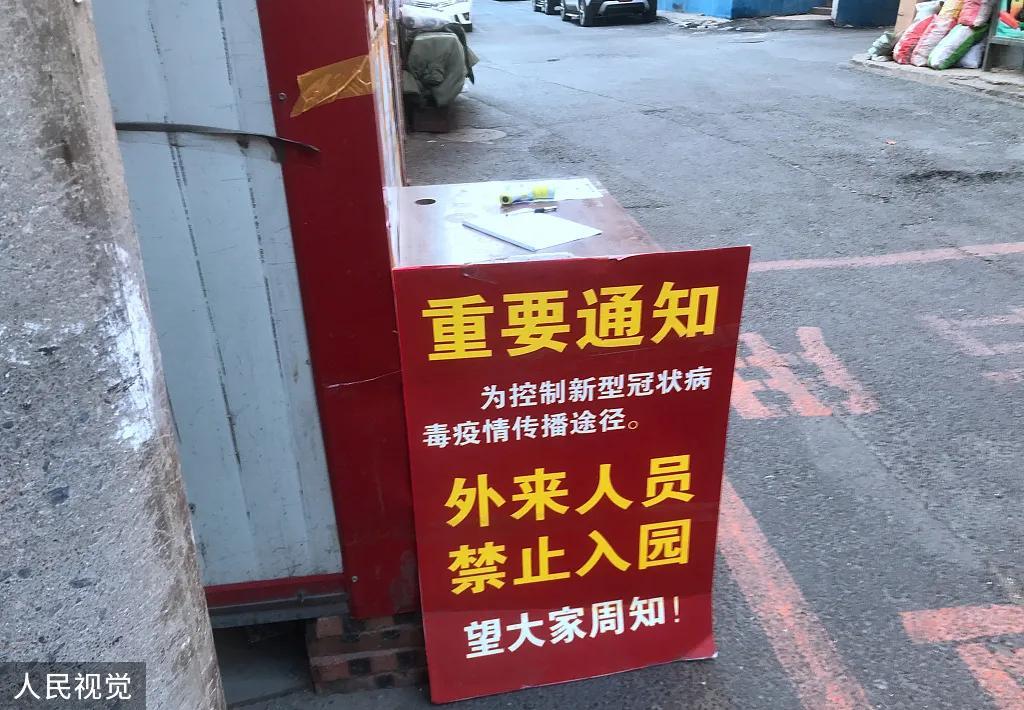 重要通知
为控制新型冠状病
毒疫情传播途径。
外来人员
禁止入园
望大家周知！
人民视觉